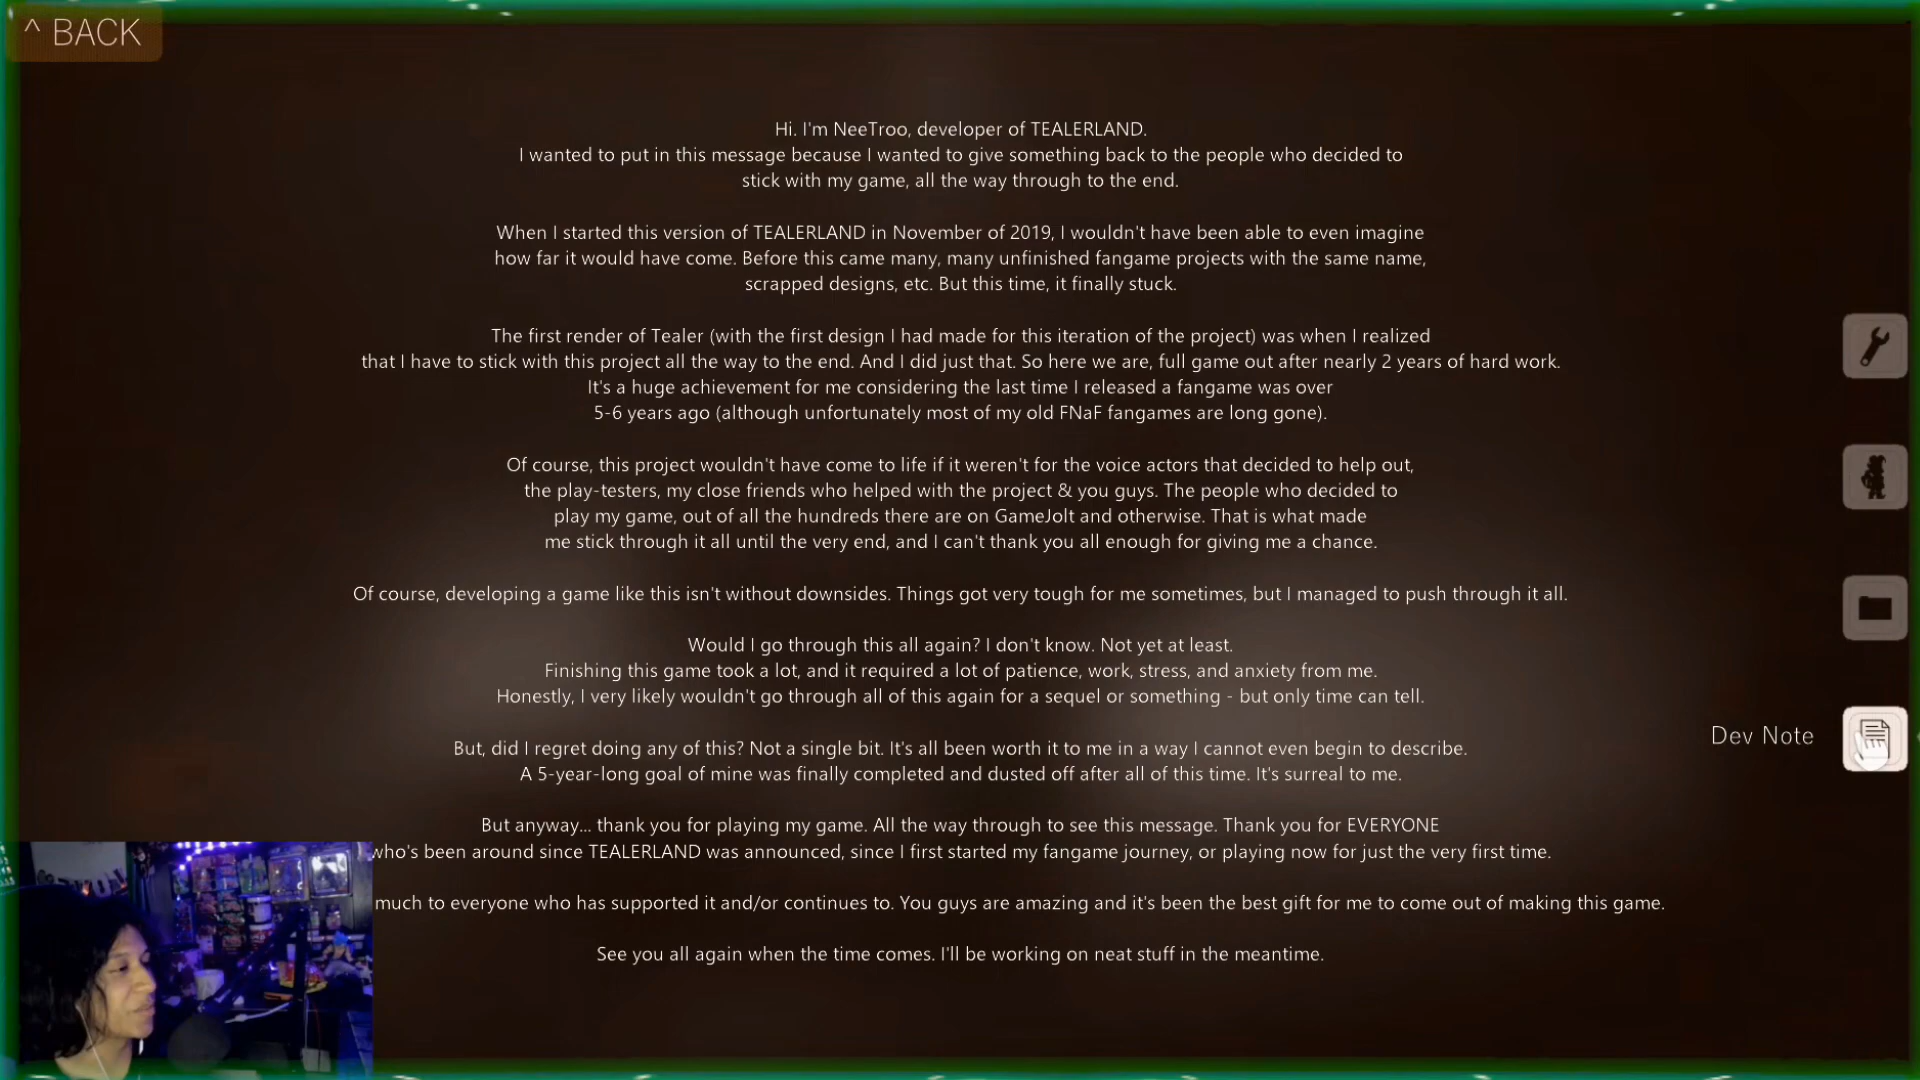 ^ BACK
Hi. I'm NeeTroo, developer of TEALERLAND.
I wanted to put in this message because I wanted to give something back to the people who decided to
stick with my game, all the way through to the end.
When I started this version of TEALERLAND in November of 2019, I wouldn't have been able to even imagine
how far it would have come. Before this came many, many unfinished fangame projects with the same name,
scrapped designs, etc. But this time, it finally stuck.
The first render of Tealer (with the first design I had made for this iteration of the project) was when I realized
that I have to stick with this project all the way to the end. And I did just that. So here we are, full game out after nearly 2 years of hard work.
It's a huge achievement for me considering the last time I released a fangame was over
5-6 years ago (although unfortunately most of my old FNaF fangames are long gone).
Of course, this project wouldn't have come to life if it weren't for the voice actors that decided to help out,
the play-testers, my close friends who helped with the project & you guys. The people who decided to
play my game, out of all the hundreds there are on GameJolt and otherwise. That is what made
me stick through it all until the very end, and I can't thank you all enough for giving me a chance.
Of course, developing a game like this isn't without downsides. Things got very tough for me sometimes, but I managed to push through it all.
Would I go through this all again? I don't know. Not yet at least.
Finishing this game took a lot, and it required a lot of patience, work, stress, and anxiety from me.
Honestly, I very likely wouldn't go through all of this again for a sequel or something - but only time can tell.
But, did I regret doing any of this? Not a single bit. It's all been worth it to me in a way I cannot even begin to describe.
A 5-year-long goal of mine was finally completed and dusted off after all of this time. It's surreal to me.
Dev Note
But anyway... thank you for playing my game. All the way through to see this message. Thank you for EVERYONE
who's been around since TEALERLAND was announced, since I first started my fangame journey, or playing now for just the very first time.
much to everyone who has supported it and/or continues to. You guys are amazing and it's been the best gift for me to come out of making this game.
See you all again when the time comes. I'll be working on neat stuff in the meantime.